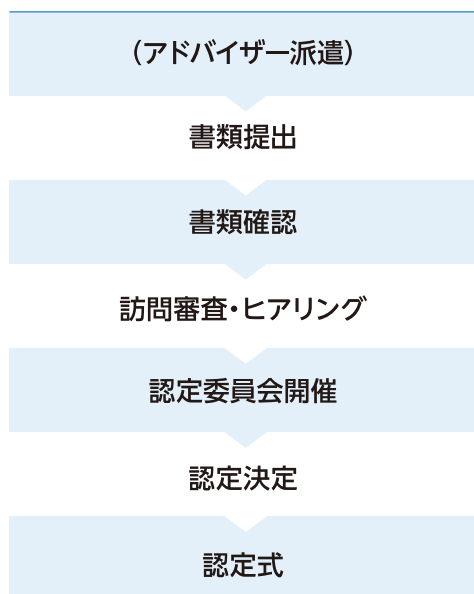 （アドバイザー派遣）
書類提出
書類確認
訪問審査・ヒアリング
認定委員会開催
認定決定
認定式